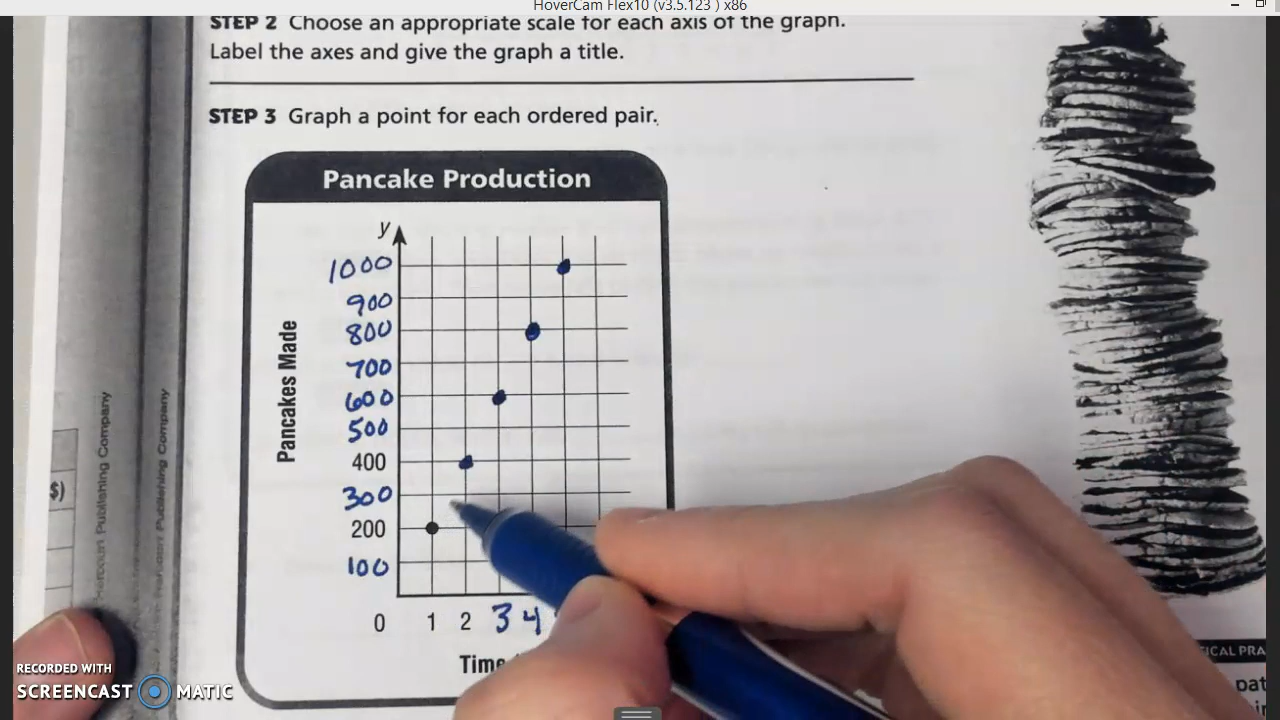 HoverCam Flex10 (v3.5.123 ) x86
STEP 2 Choose an appropriate scale for each axis of the graph.
Label the axes and give the graph a title.
STEP 3 Graph a point for each ordered pair.
Pancake Production
y
1000
900
800
700
600
500
400
300
200
100
0 1 2 3 4
Pancakes Made
Time
$)
Harcourt Publishing Company
Publishing Company
RECORDED WITH
SCREENCAST MATIC